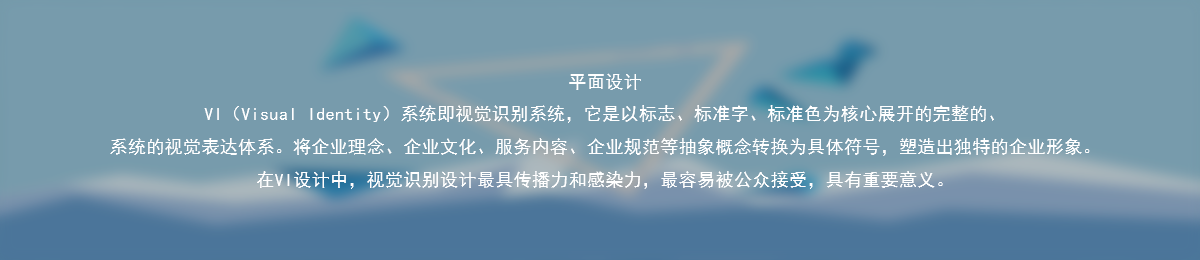 平面设计
VI（Visual Identity）系统即视觉识别系统，它是以标志、标准字、标准色为核心展开的完整的、
系统的视觉表达体系。将企业理念、企业文化、服务内容、企业规范等抽象概念转换为具体符号，塑造出独特的企业形象。
在VI设计中，视觉识别设计最具传播力和感染力，最容易被公众接受，具有重要意义。